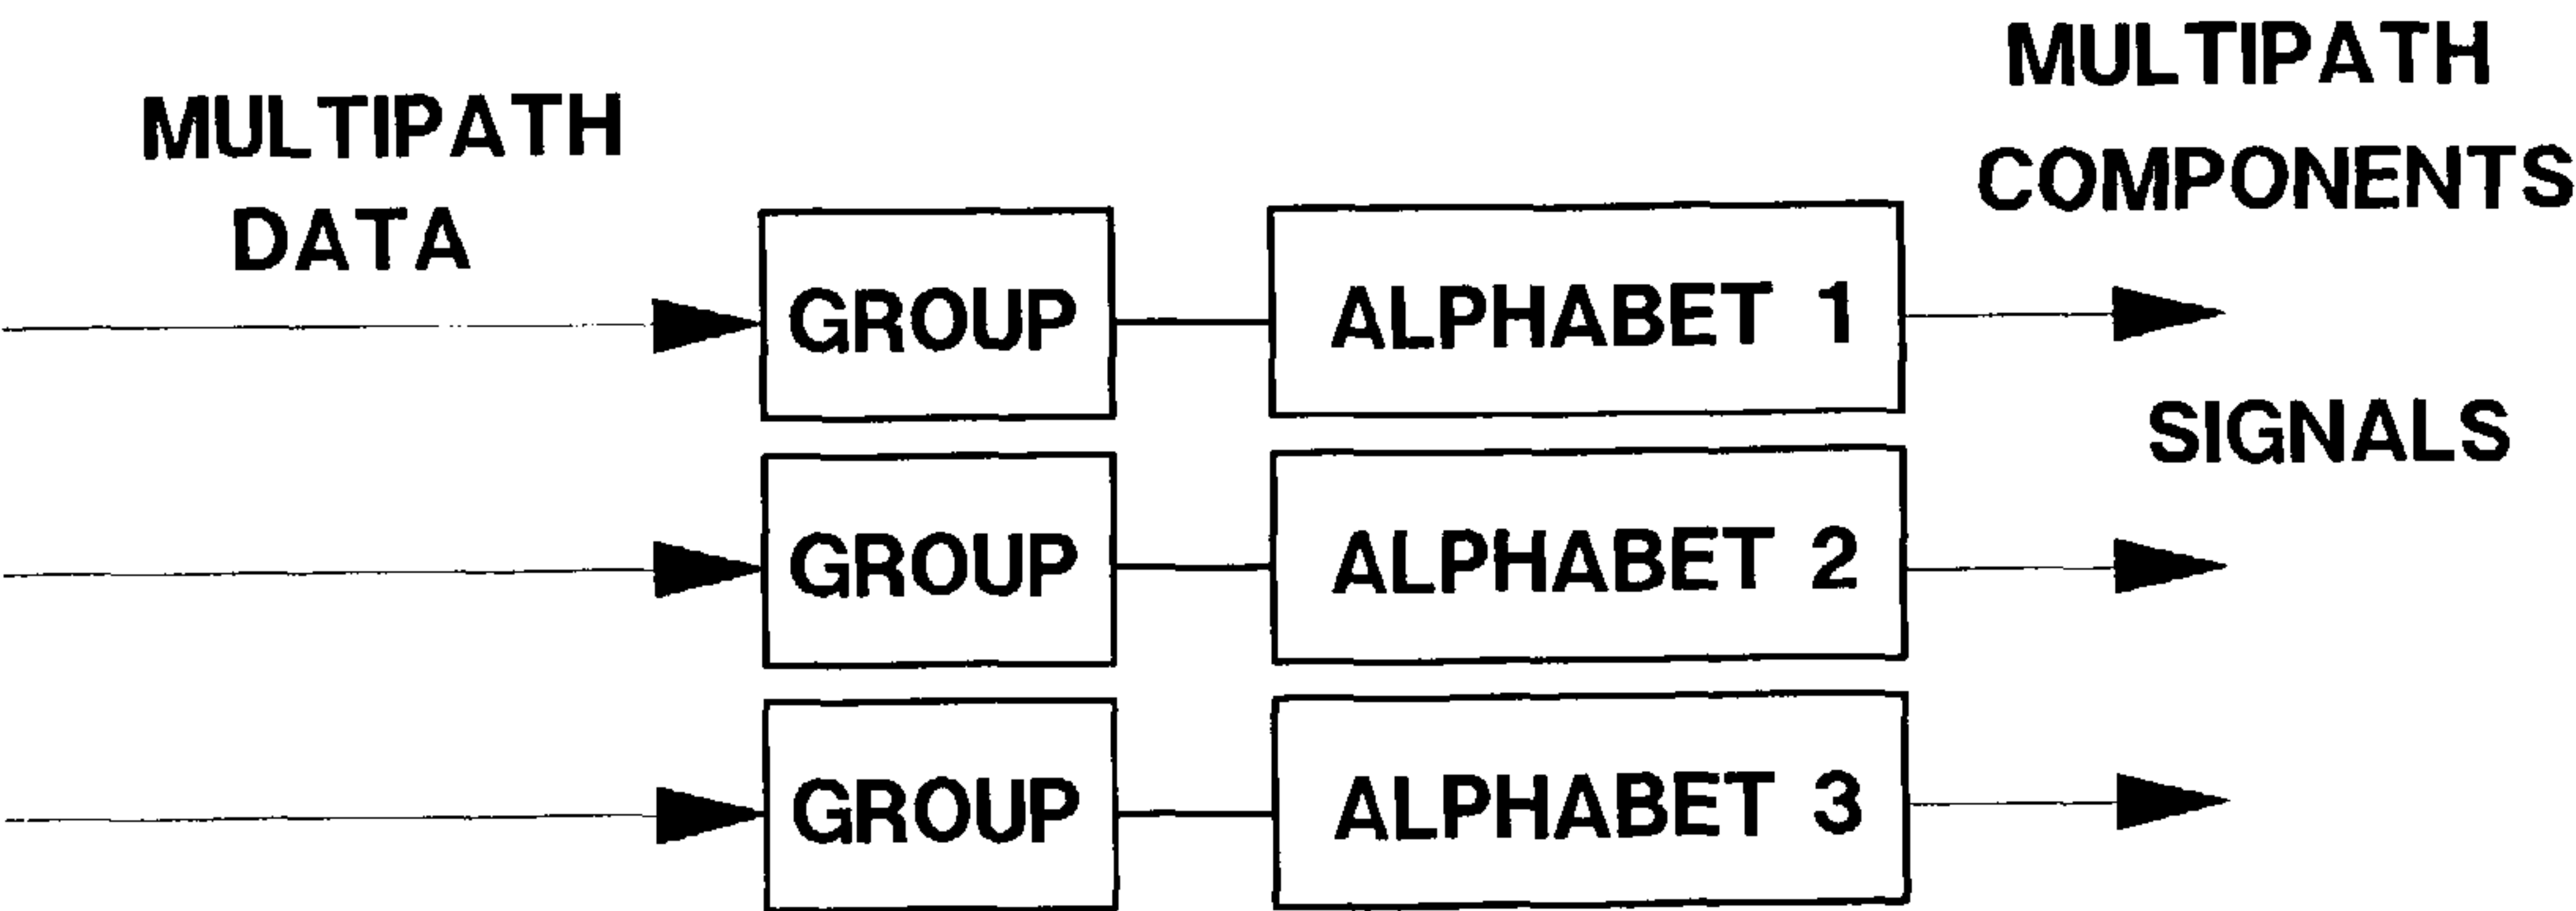 MULTIPATH
DATA
MULTIPATH
COMPONENTS
GROUP
ALPHABET 1
SIGNALS
GROUP
ALPHABET 2
GROUP
ALPHABET 3